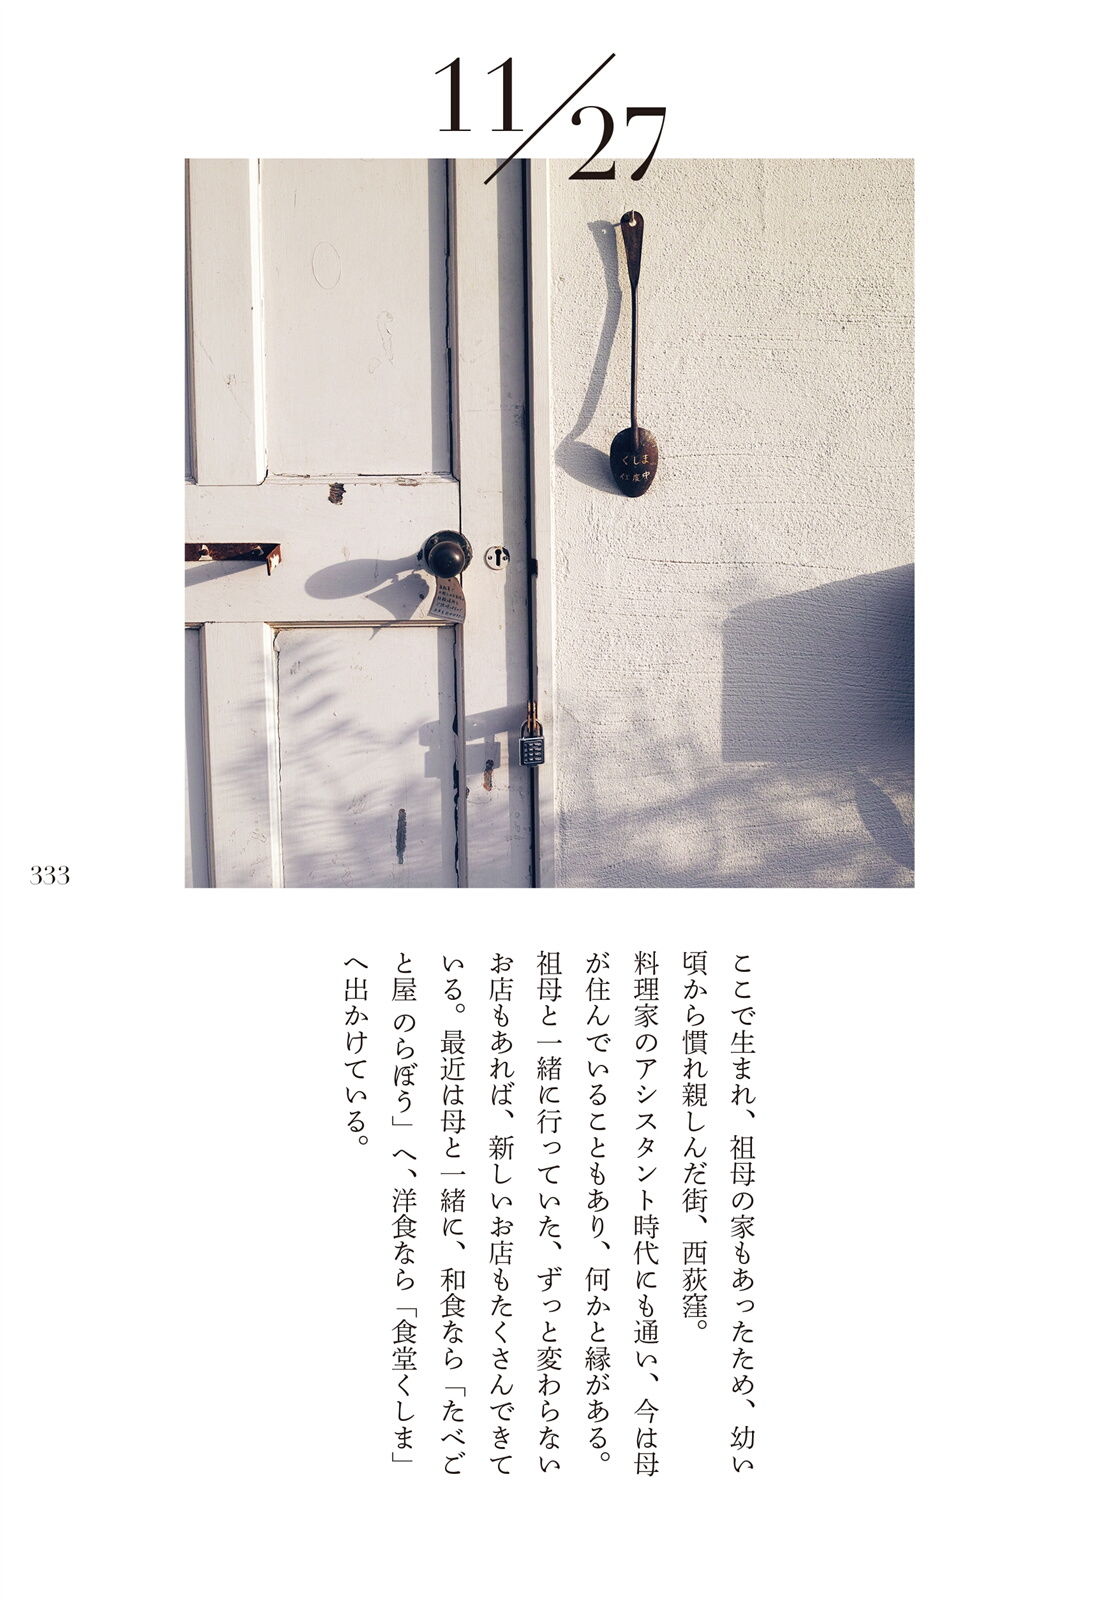 11/27
くしま
仕度中
333
ここで生まれ、祖母の家もあったため、幼い
頃から慣れ親しんだ街、西荻窪。
料理家のアシスタント時代にも通い、今は母
が住んでいることもあり、何かと縁がある。
祖母と一緒に行っていた、ずっと変わらない
お店もあれば、新しいお店もたくさんできて
いる。最近は母と一緒に、和食なら「たべご
と屋 のらぼう」へ、洋食なら「食堂くしま」
へ出かけている。